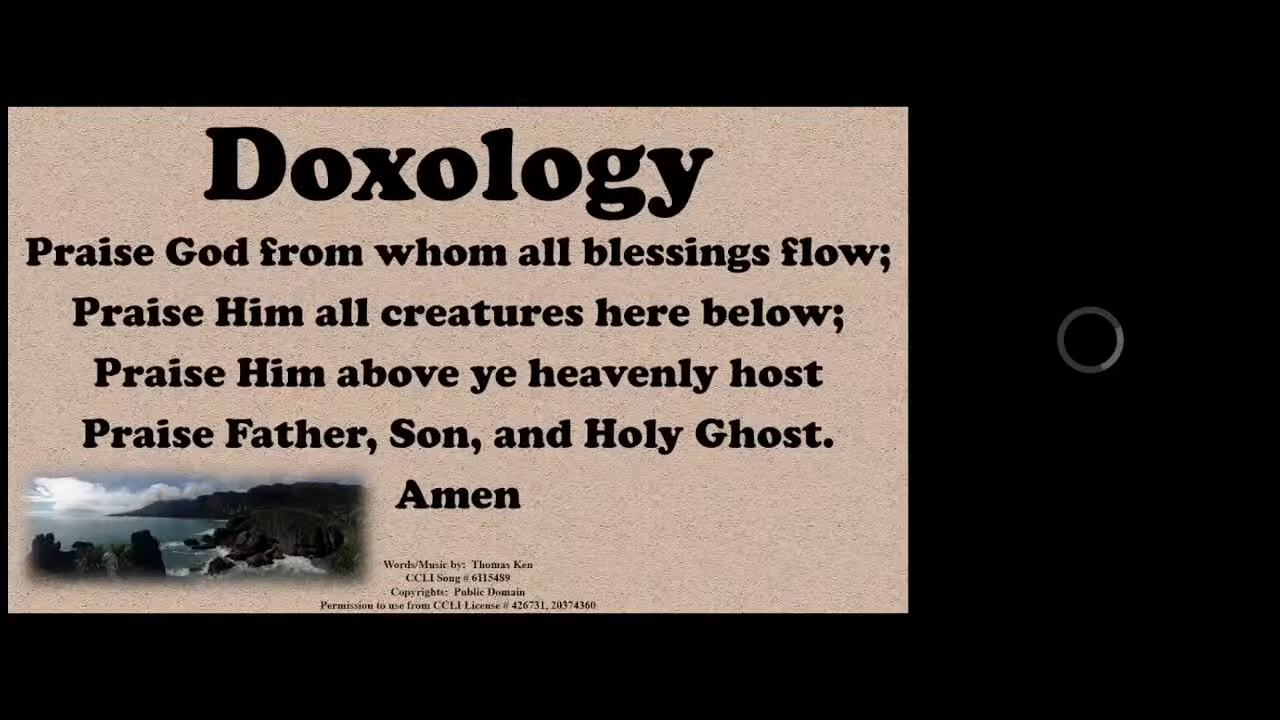 Doxology
Praise God from whom all blessings flow;
Praise Him all creatures here below;
Praise Him above ye heavenly host
Praise Father, Son, and Holy Ghost.
Amen
Words/Music by: Thomas Ken
CCLI Song # 6115489
Copyrights: Public Domain
Permission to use from CCLI License # 426731, 20374360